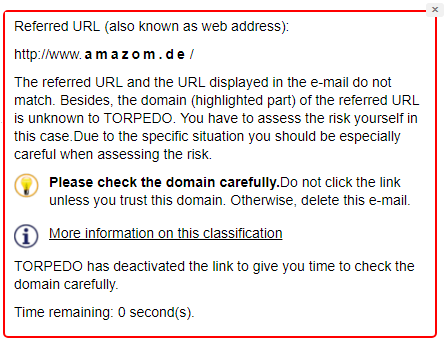 Referred URL (also known as web address):
http://www. a m a z o m . d e /
The referred URL and the URL displayed in the e-mail do not
match. Besides, the domain (highlighted part) of the referred URL
is unknown to TORPEDO. You have to assess the risk yourself in
this case.Due to the specific situation you should be especially
careful when assessing the risk.
Please check the domain carefully.Do not click the link
unless you trust this domain. Otherwise, delete this e-mail.
More information on this classification
TORPEDO has deactivated the link to give you time to check the
domain carefully.
Time remaining: 0 second(s).